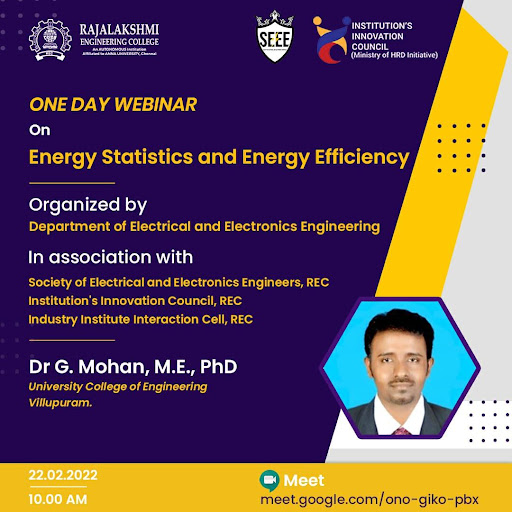 RAJALAKSHMI
ENGINEERING COLLEGE
An AUTONOMOUS Institution
Affiliated to ANNA UNIVERSITY, Chennai
SEEE
INSTITUTION'S
INNOVATION
COUNCIL
(Ministry of HRD Initiative)
ONE DAY WEBINAR
On
Energy Statistics and Energy Efficiency
Organized by
Department of Electrical and Electronics Engineering
In association with
Society of Electrical and Electronics Engineers, REC
Institution's Innovation Council, REC
Industry Institute Interaction Cell, REC
Dr G. Mohan, M.E., PhD
University College of Engineering
Villupuram.
22.02.2022
10.00 AM
Meet
meet.google.com/ono-giko-pbx